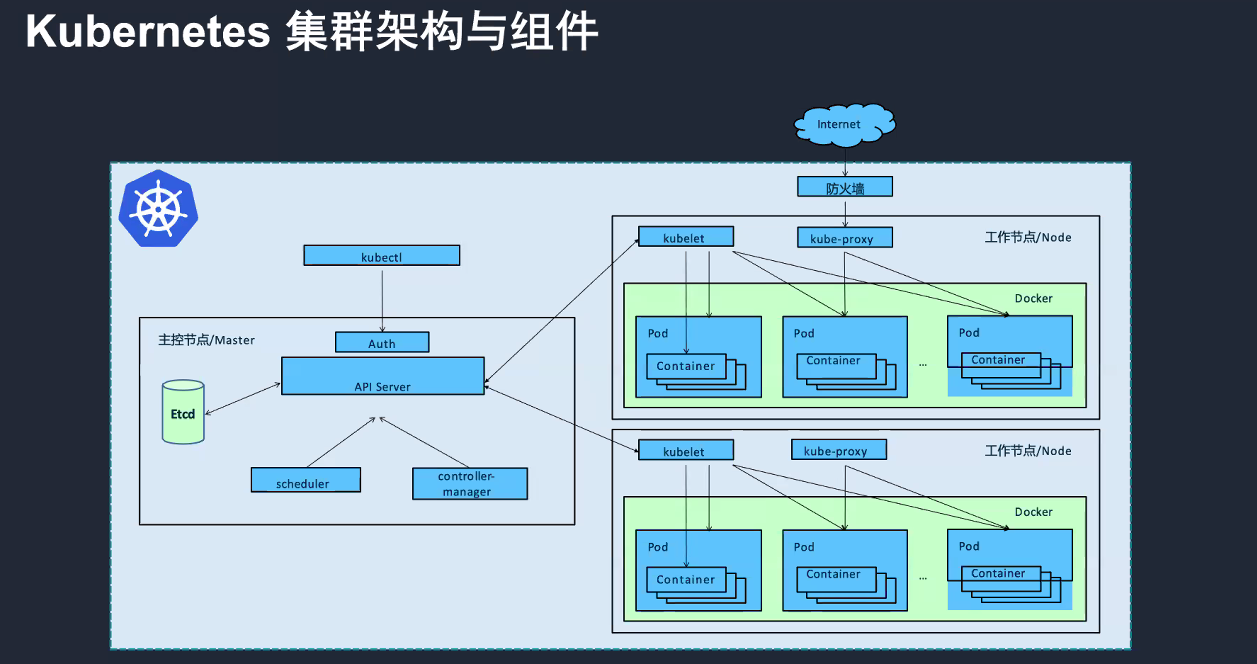 Kubernetes 集群架构与组件
Internet
防火墙
kubectl
主控节点/Master
Auth
API Server
Etcd
scheduler
controller-
manager
kubelet
kube-proxy
工作节点/Node
Docker
Pod
Container
Pod
Container
...
Pod
Container
kubelet
kube-proxy
工作节点/Node
Docker
Pod
Container
Pod
Container
...
Pod
Container